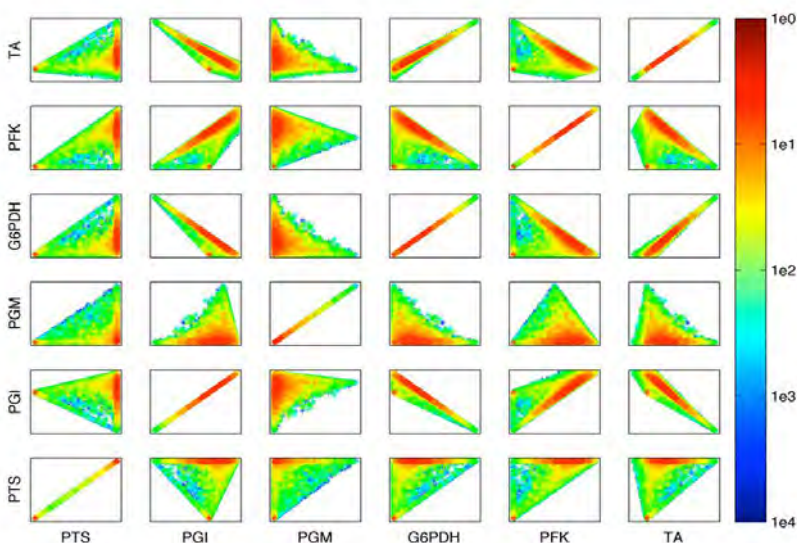 1e0
TA
PFK
1e1
G6PDH
1e2
PGM
1e3
PGI
PTS
1e4
PTS PGI PGM G6PDH PFK TA